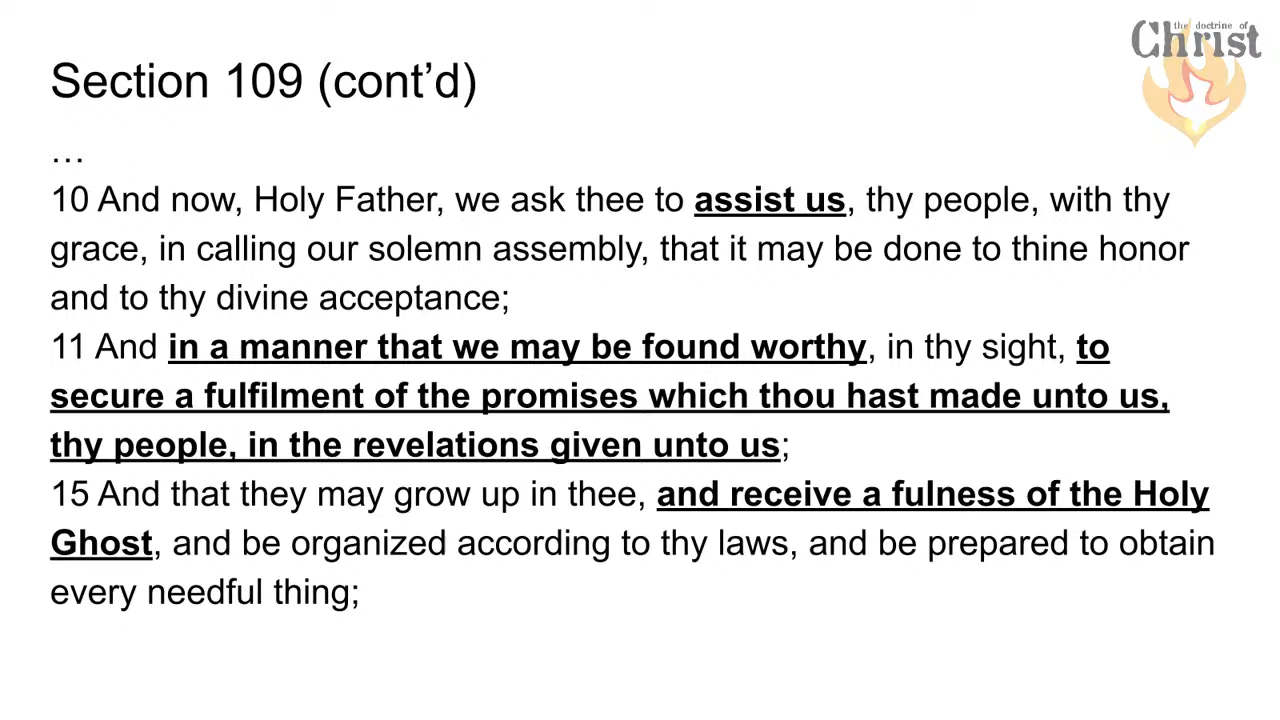 the doctrine of
Christ
Section 109 (cont’d)
…
10 And now, Holy Father, we ask thee to assist us, thy people, with thy
grace, in calling our solemn assembly, that it may be done to thine honor
and to thy divine acceptance;
11 And in a manner that we may be found worthy, in thy sight, to
secure a fulfilment of the promises which thou hast made unto us,
thy people, in the revelations given unto us;
15 And that they may grow up in thee, and receive a fulness of the Holy
Ghost, and be organized according to thy laws, and be prepared to obtain
every needful thing;